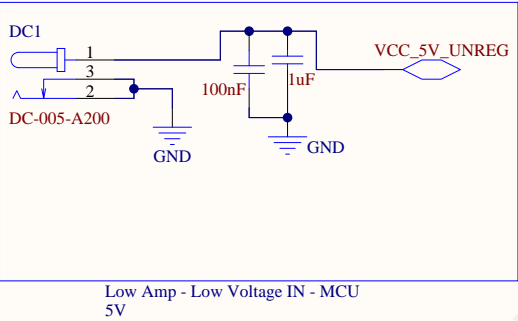 DC1
1
3
2
DC-005-A200
GND
100nF
1uF
GND
VCC_5V_UNREG
Low Amp - Low Voltage IN - MCU
5V